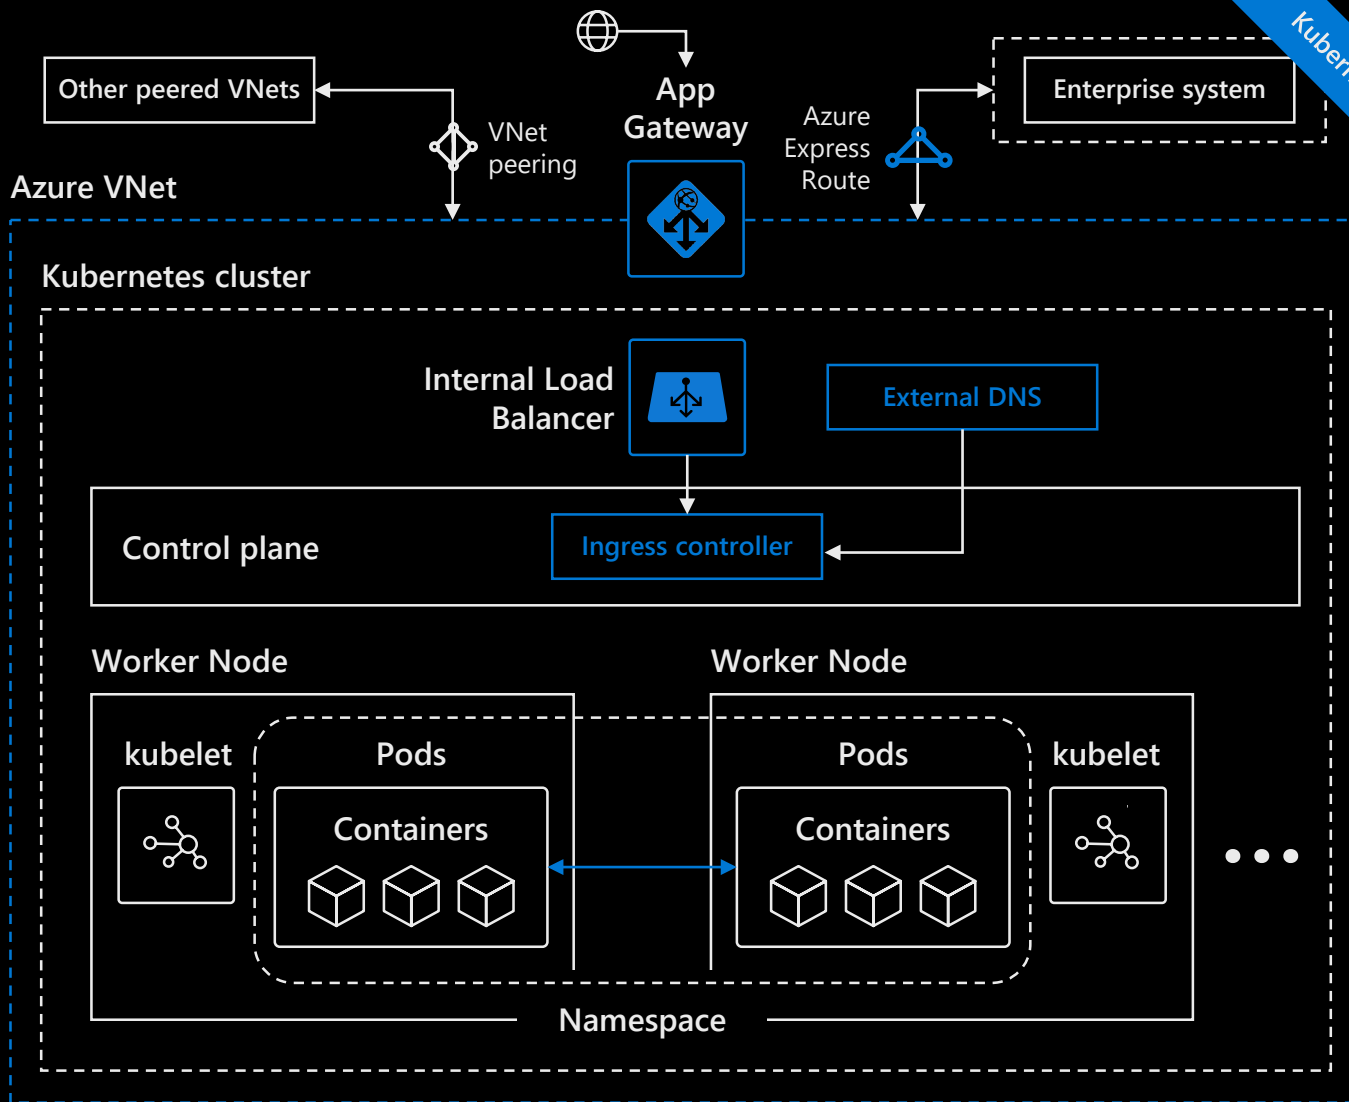 Kubern
Other peered VNets
App
Gateway
Enterprise system
VNet
peering
Azure
Express
Route
Azure VNet
Kubernetes cluster
Internal Load
Balancer
External DNS
Control plane
Ingress controller
Worker Node
Worker Node
kubelet
Pods
Pods
kubelet
Containers
Containers
Namespace